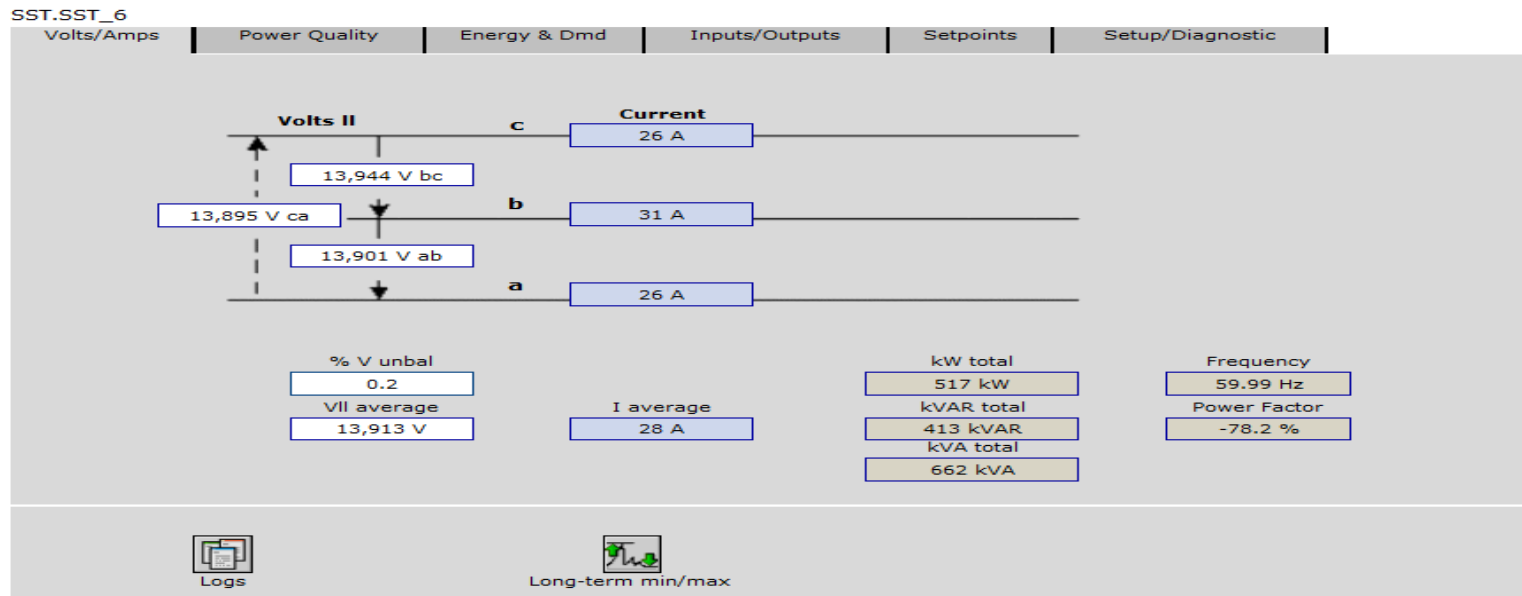 SST.SST_6
Volts/Amps Power Quality Energy & Dmd Inputs/Outputs Setpoints Setup/Diagnostic
Volts ll c Current
26 A
13,944 V bc
13,895 V ca b 31 A
13,901 V ab
a 26 A
% V unbal kW total Frequency
0.2 517 kW 59.99 Hz
Vll average I average kVAR total Power Factor
13,913 V 28 A 413 kVAR -78.2 %
kVA total
662 kVA
Logs Long-term min/max